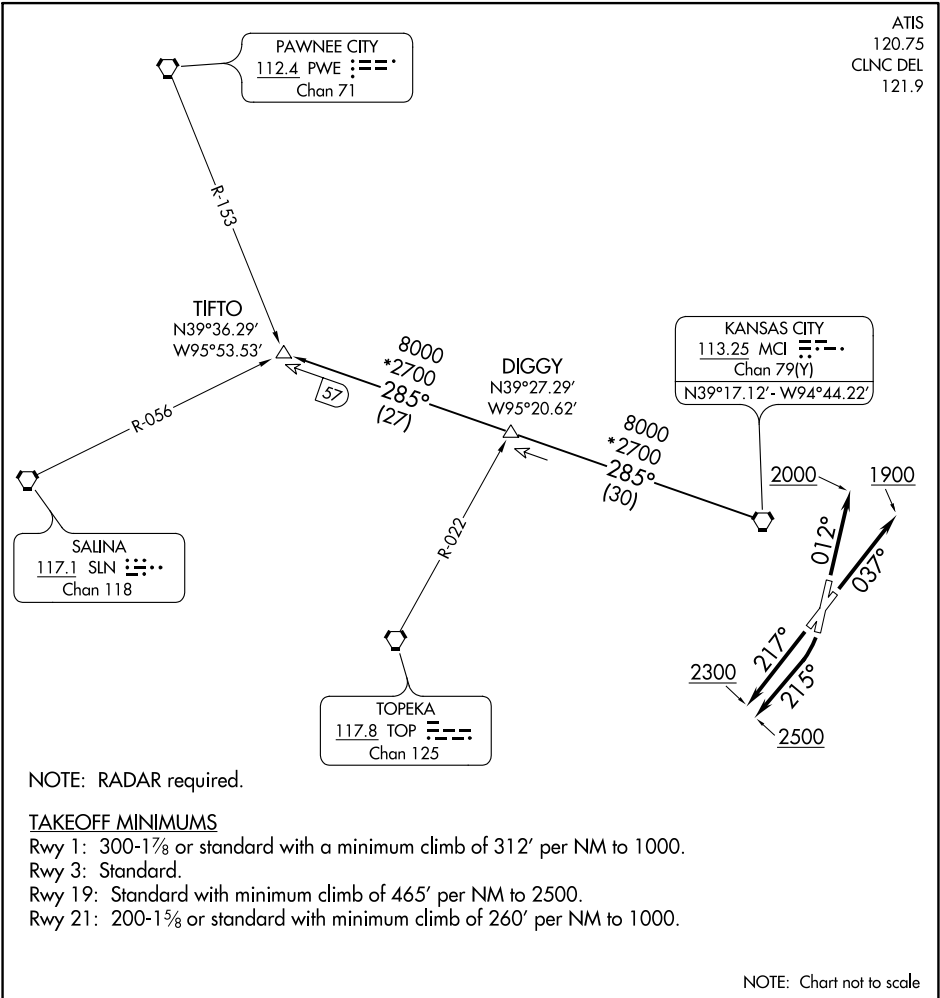 ATIS
120.75
CLNC DEL
121.9
PAWNEE CITY
112.4 PWE
Chan 71
R-153
TIFTO
N39°36.29'
W95°53.53'
8000
*2700
285°
(27)
57
DIGGY
N39°27.29'
W95°20.62'
8000
*2700
285°
(30)
KANSAS CITY
113.25 MCI
Chan 79(Y)
N39°17.12' - W94°44.22'
R-056
SALINA
117.1 SLN
Chan 118
R-022
TOPEKA
117.8 TOP
Chan 125
2000
1900
012°
037°
217°
215°
2300
2500
NOTE: RADAR required.
TAKEOFF MINIMUMS
Rwy 1: 300-1⅞ or standard with a minimum climb of 312' per NM to 1000.
Rwy 3: Standard.
Rwy 19: Standard with minimum climb of 465' per NM to 2500.
Rwy 21: 200-1⅝ or standard with minimum climb of 260' per NM to 1000.
NOTE: Chart not to scale